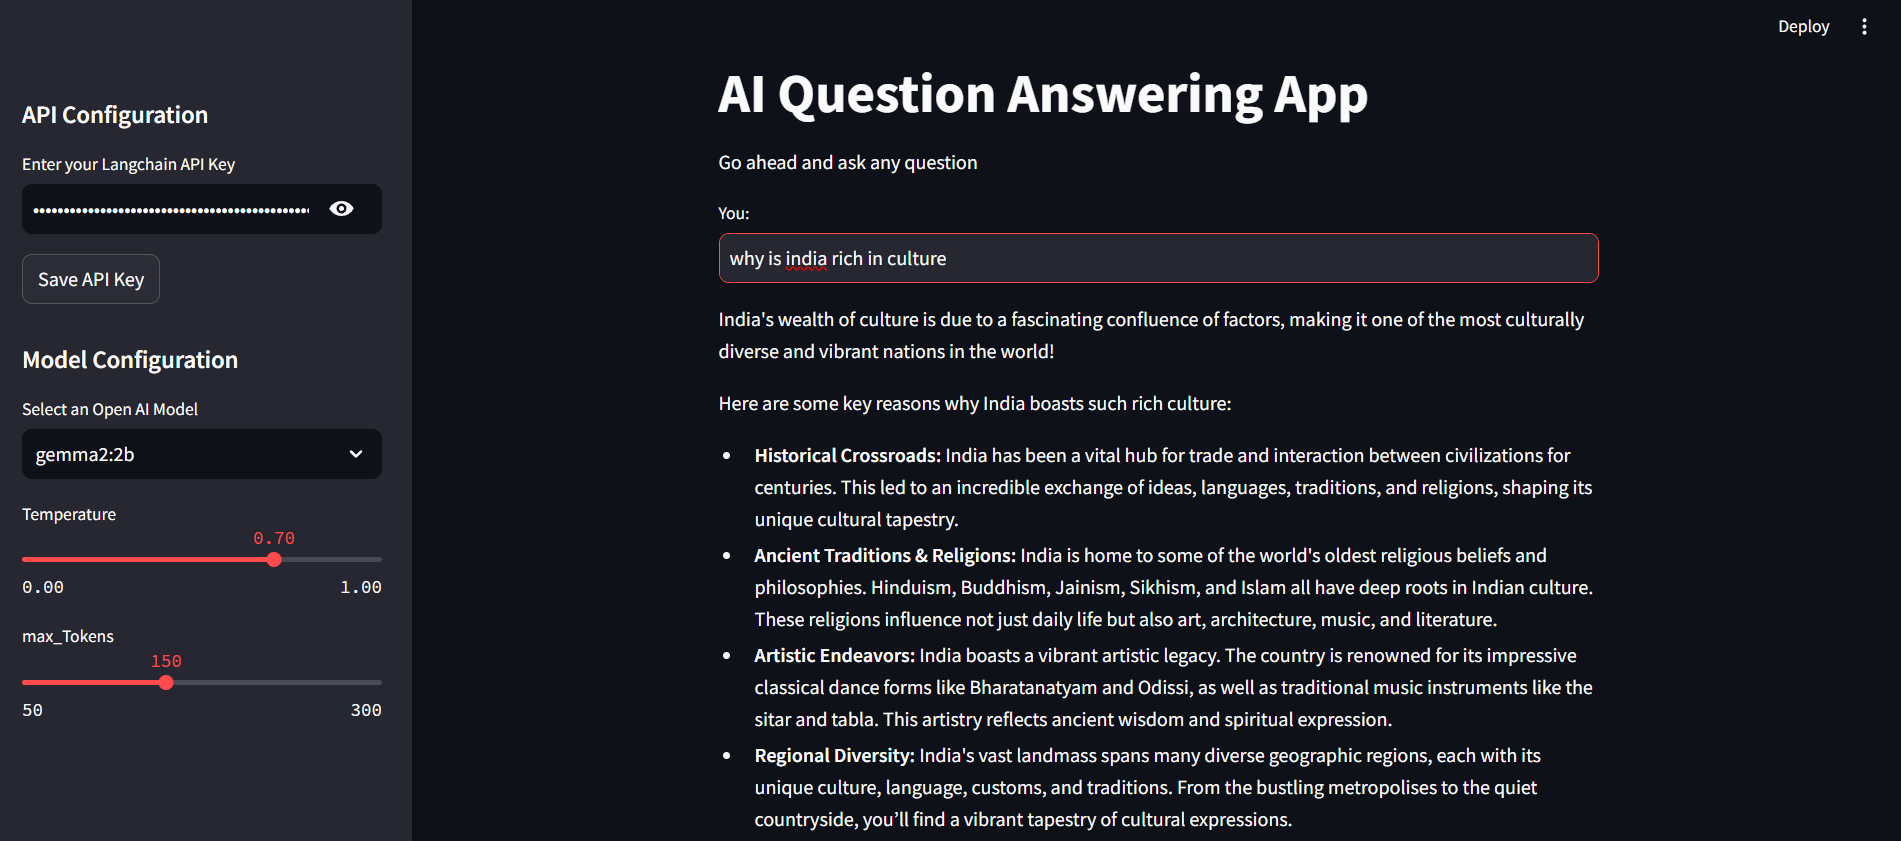 Deploy
API Configuration
Enter your Langchain API Key
Save API Key
Model Configuration
Select an Open AI Model
gemma2:2b
Temperature
0.70
0.00 1.00
max_Tokens
150
50 300
AI Question Answering App
Go ahead and ask any question
You:
why is india rich in culture
India's wealth of culture is due to a fascinating confluence of factors, making it one of the most culturally
diverse and vibrant nations in the world!
Here are some key reasons why India boasts such rich culture:
• Historical Crossroads: India has been a vital hub for trade and interaction between civilizations for
centuries. This led to an incredible exchange of ideas, languages, traditions, and religions, shaping its
unique cultural tapestry.
• Ancient Traditions & Religions: India is home to some of the world's oldest religious beliefs and
philosophies. Hinduism, Buddhism, Jainism, Sikhism, and Islam all have deep roots in Indian culture.
These religions influence not just daily life but also art, architecture, music, and literature.
• Artistic Endeavors: India boasts a vibrant artistic legacy. The country is renowned for its impressive
classical dance forms like Bharatanatyam and Odissi, as well as traditional music instruments like the
sitar and tabla. This artistry reflects ancient wisdom and spiritual expression.
• Regional Diversity: India's vast landmass spans many diverse geographic regions, each with its
unique culture, language, customs, and traditions. From the bustling metropolises to the quiet
countryside, you’ll find a vibrant tapestry of cultural expressions.